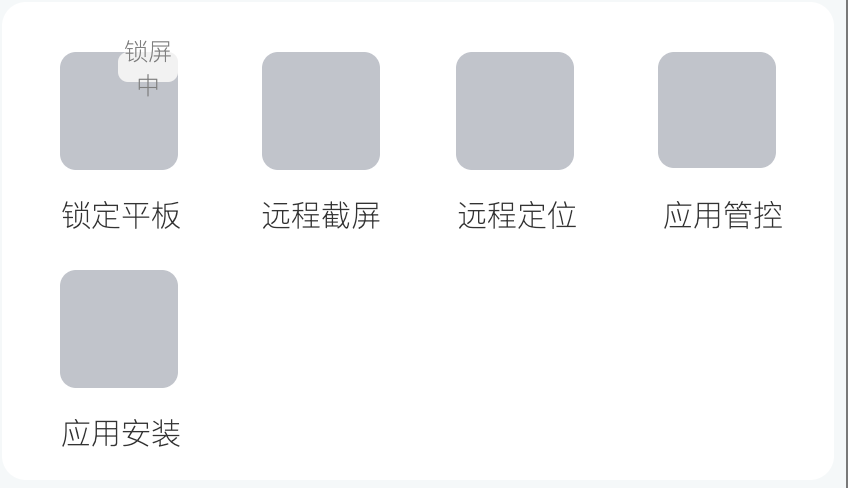 锁屏
中
锁定平板
远程截屏
远程定位
应用管控
应用安装